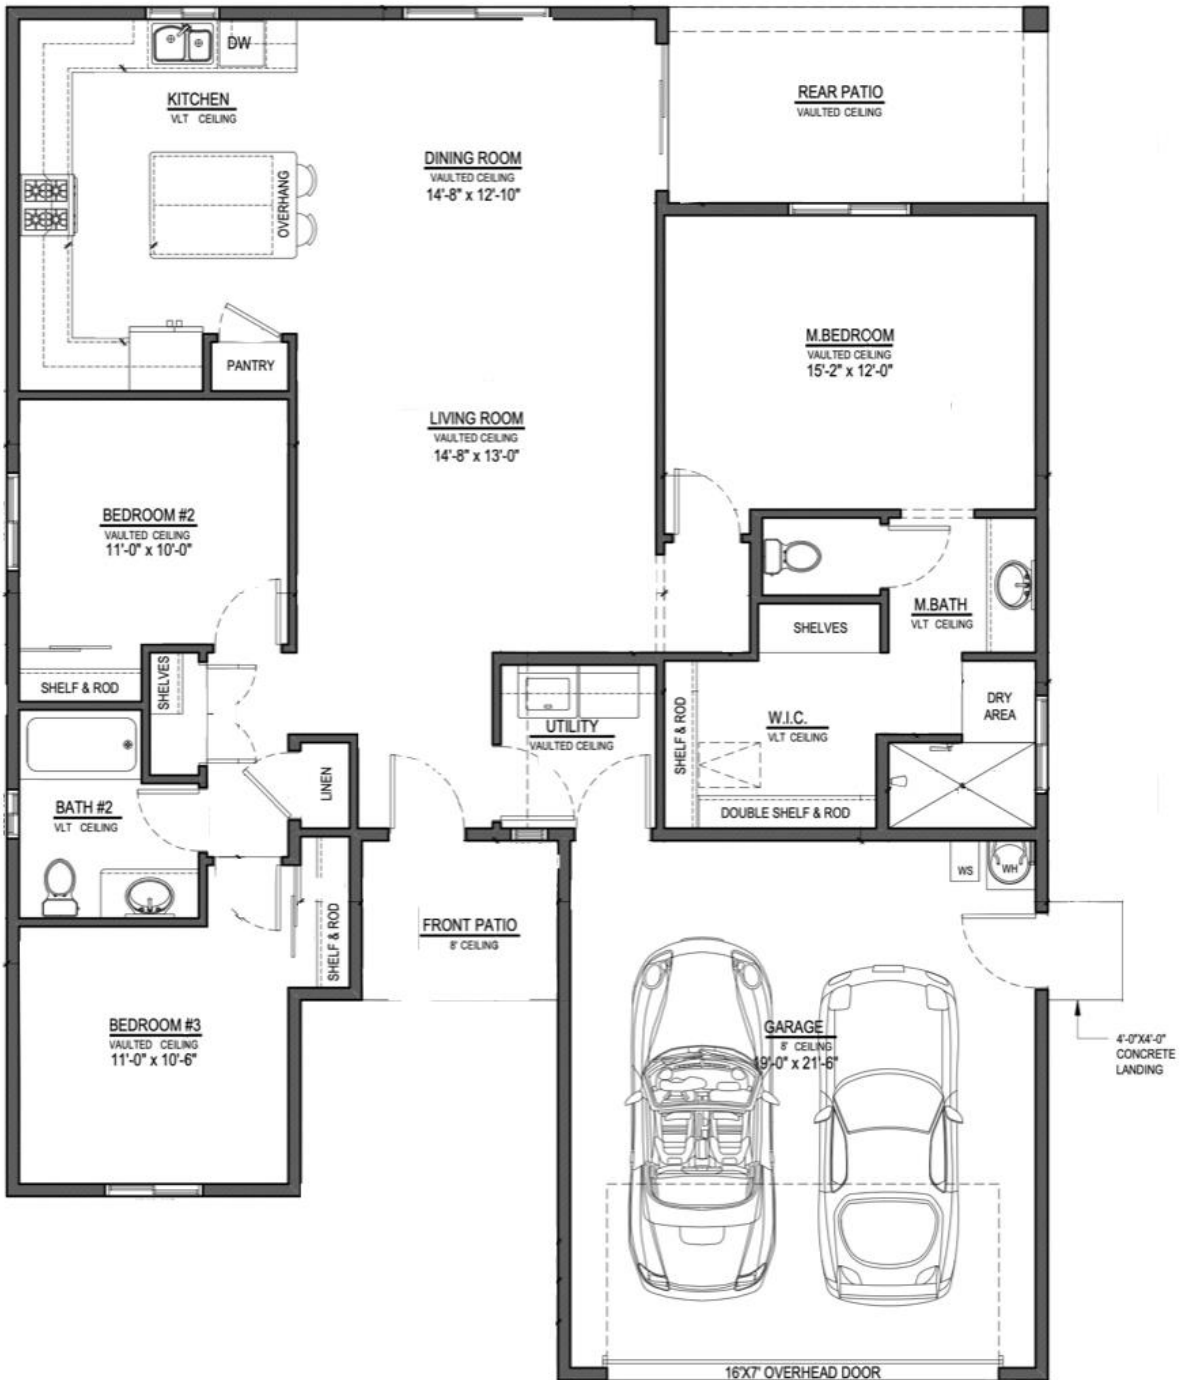 DW
KITCHEN
VLT CEILING
REAR PATIO
VAULTED CEILING
DINING ROOM
VAULTED CEILING
14'-8" x 12'-10"
OVERHANG
PANTRY
M.BEDROOM
VAULTED CEILING
15'-2" x 12'-0"
LIVING ROOM
VAULTED CEILING
14'-8" x 13'-0"
BEDROOM #2
VAULTED CEILING
11'-0" x 10'-0"
M.BATH
VLT CEILING
SHELVES
SHELF & ROD
SHELVES
UTILITY
VAULTED CEILING
SHELF & ROD
W.I.C.
VLT CEILING
DRY
AREA
LINEN
BATH #2
VLT CEILING
DOUBLE SHELF & ROD
WS
WH
FRONT PATIO
8' CEILING
SHELF & ROD
BEDROOM #3
VAULTED CEILING
11'-0" x 10'-6"
GARAGE
8' CEILING
19'-0" x 21'-6"
4'-0"X4'-0"
CONCRETE
LANDING
16'X7' OVERHEAD DOOR